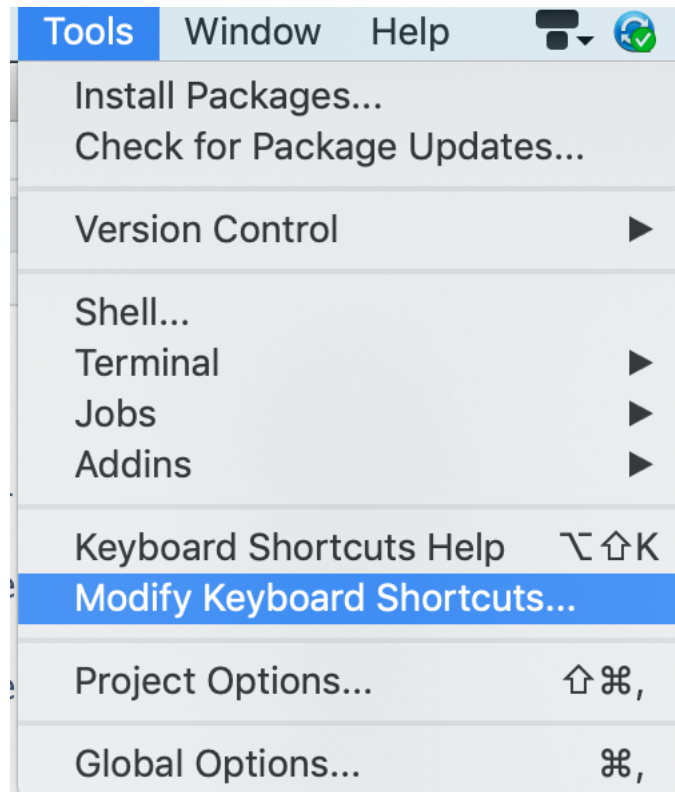 Tools Window Help
Install Packages...
Check for Package Updates...
Version Control ▶
Shell...
Terminal ▶
Jobs ▶
Addins ▶
Keyboard Shortcuts Help ⌥⇧K
Modify Keyboard Shortcuts...
Project Options... ⇧⌘,
Global Options... ⌘,